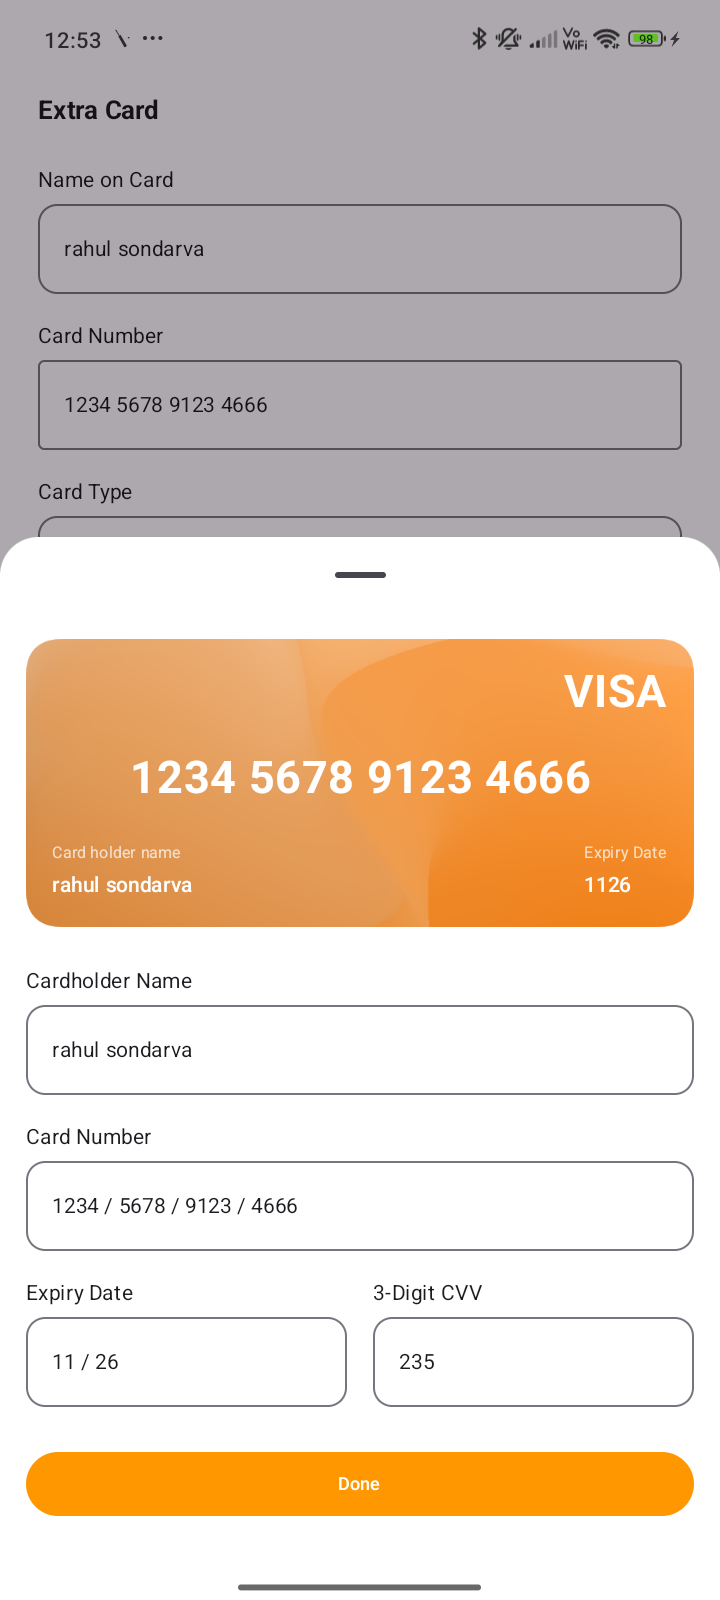 12:53
Vo
WiFi
98
Extra Card
Name on Card
rahul sondarva
Card Number
1234 5678 9123 4666
Card Type
VISA
1234 5678 9123 4666
Card holder name
Expiry Date
rahul sondarva
1126
Cardholder Name
rahul sondarva
Card Number
1234 / 5678 / 9123 / 4666
Expiry Date
3-Digit CVV
11 / 26
235
Done